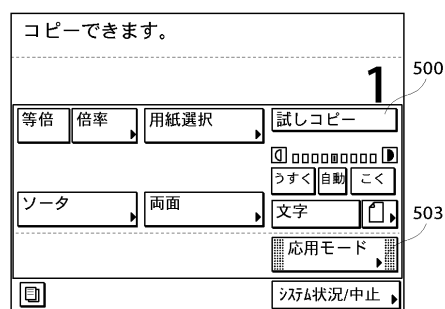 コピーできます。
1
500
等倍 倍率 用紙選択 試しコピー
うすく 自動 こく
ソータ 両面 文字
503
応用モード
システム状況/中止